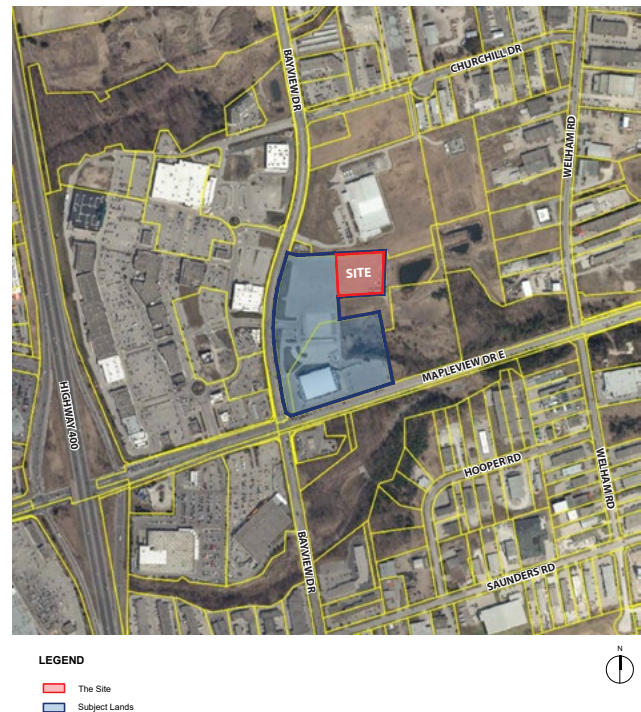 BAYVIEW DR
CHURCHILL DR
WELHAM RD
SITE
MAPLEVIEW DR E
HIGHWAY 400
HOOPER RD
WELHAM RD
BAYVIEW DR
SAUNDERS RD
LEGEND
N
The Site
Subject Lands